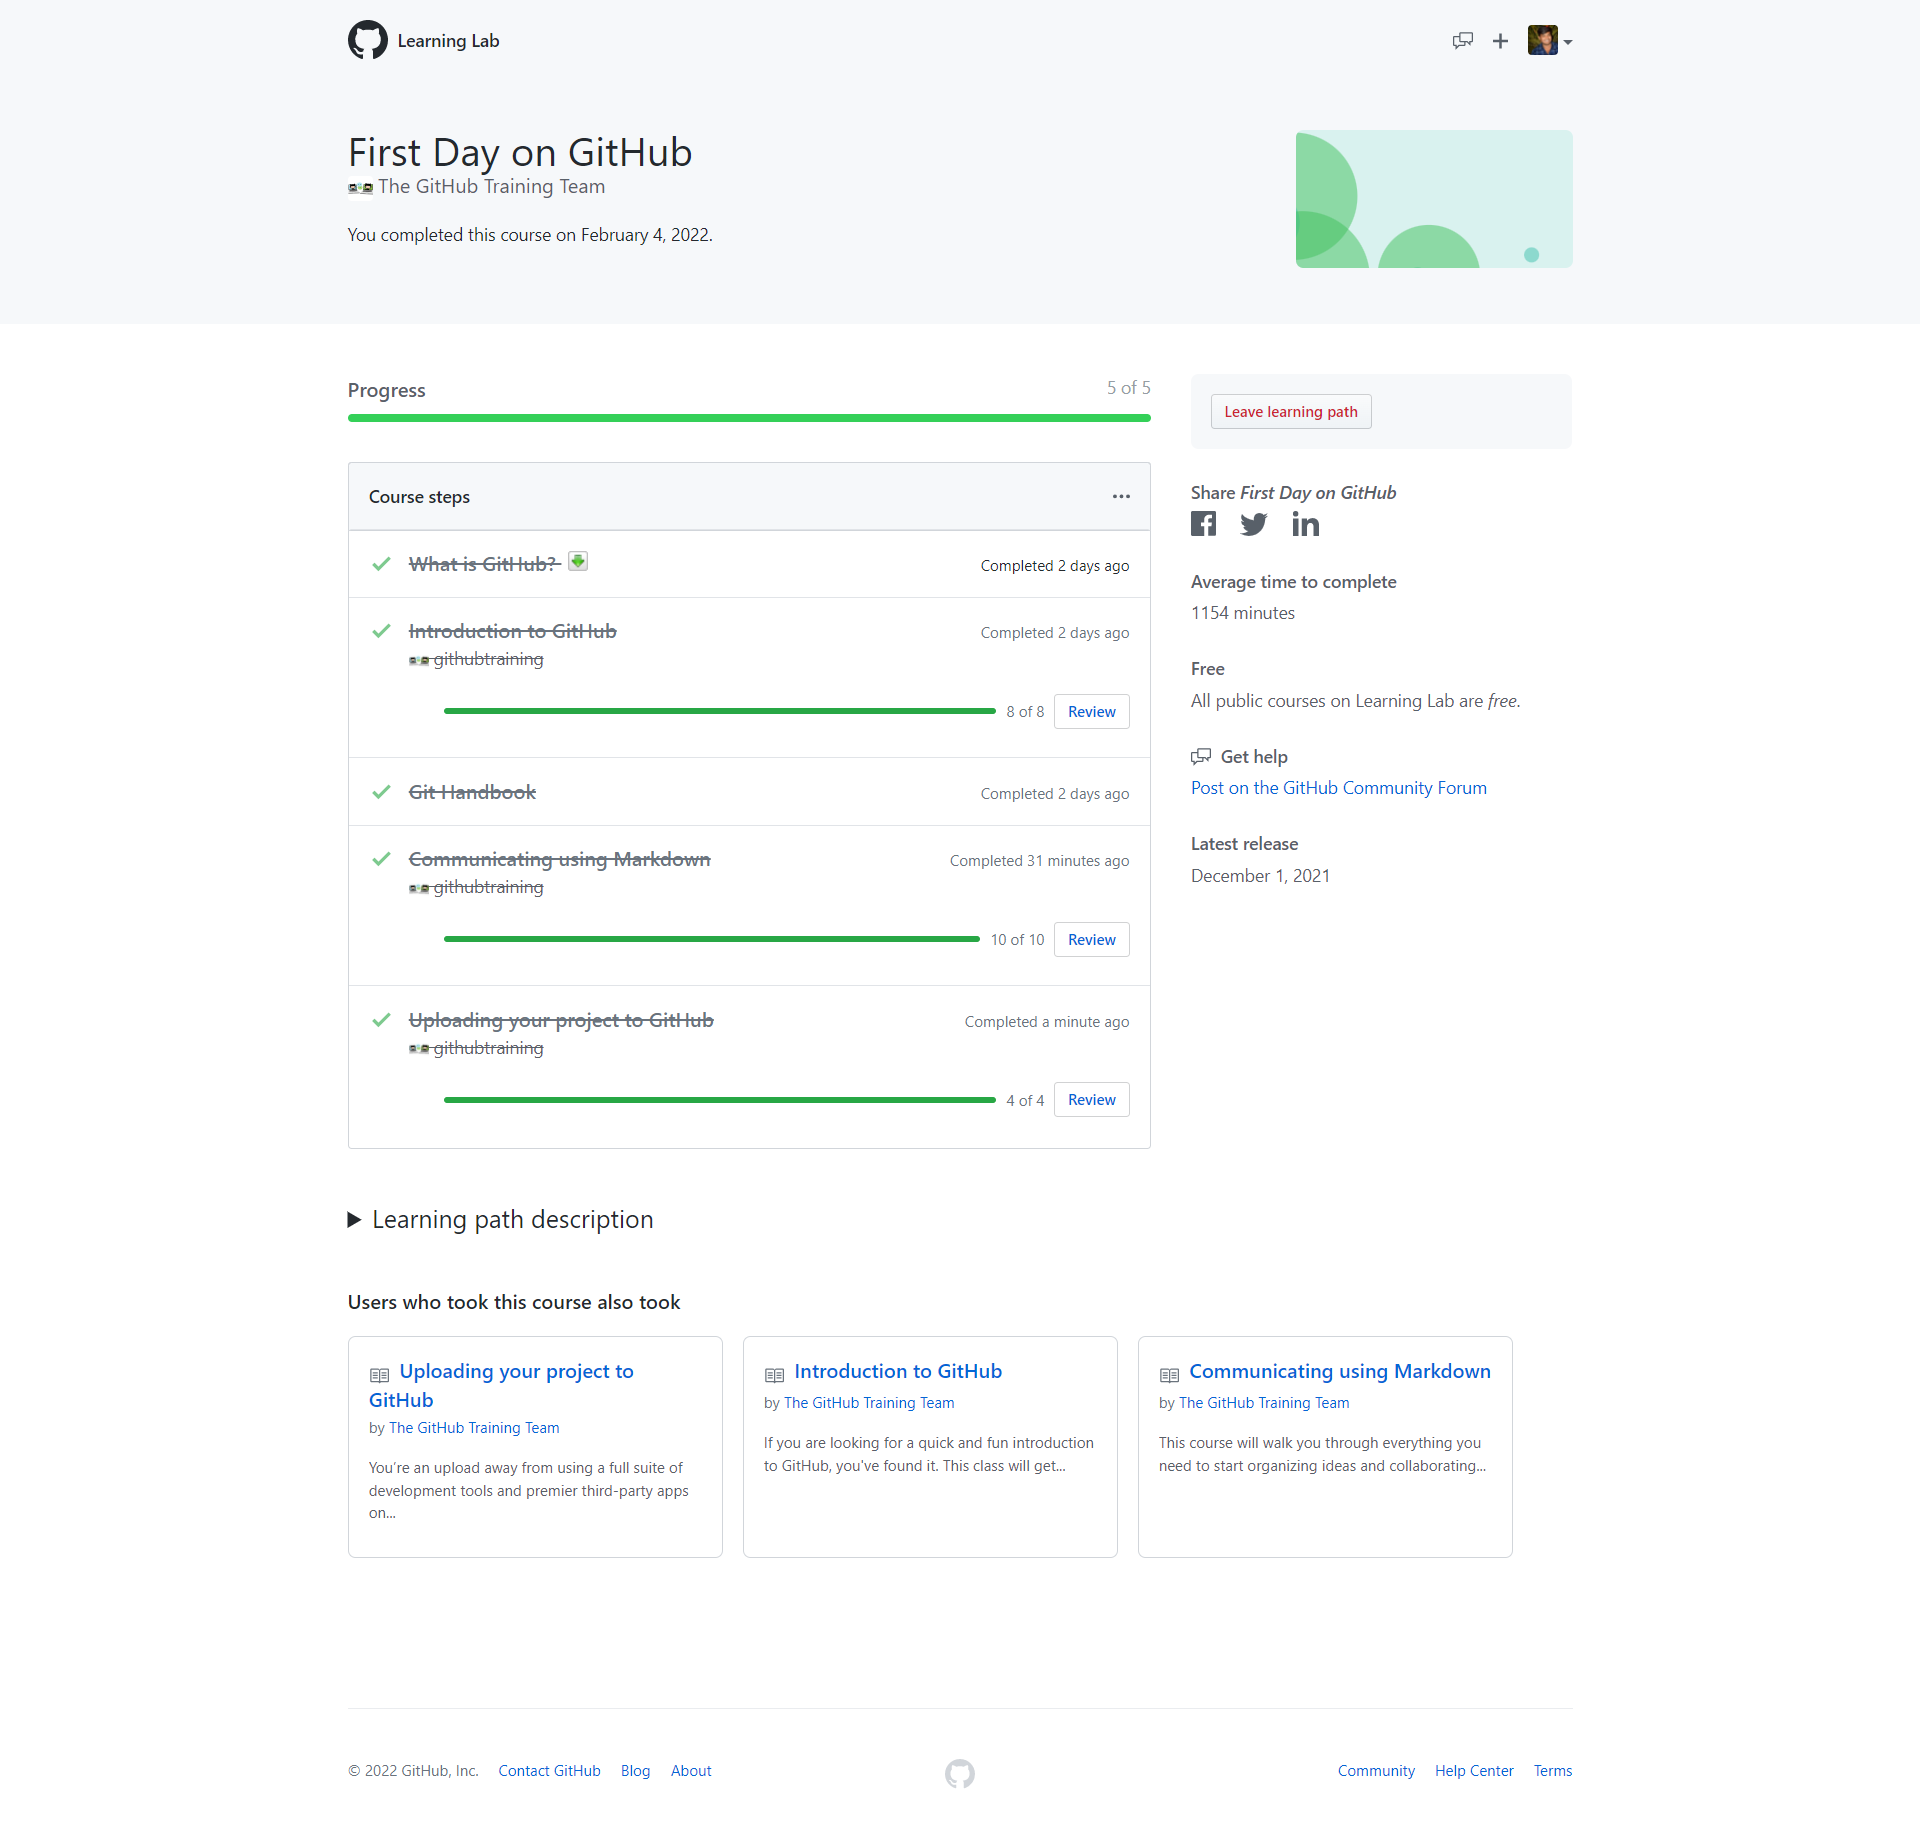 Learning Lab
First Day on GitHub
The GitHub Training Team
You completed this course on February 4, 2022.
Progress
5 of 5
Course steps
What is GitHub?
Completed 2 days ago
Introduction to GitHub
Completed 2 days ago
githubtraining
8 of 8
Review
Git Handbook
Completed 2 days ago
Communicating using Markdown
Completed 31 minutes ago
githubtraining
10 of 10
Review
Uploading your project to GitHub
Completed a minute ago
githubtraining
4 of 4
Review
Leave learning path
Share First Day on GitHub
Average time to complete
1154 minutes
Free
All public courses on Learning Lab are free.
Get help
Post on the GitHub Community Forum
Latest release
December 1, 2021
Learning path description
Users who took this course also took
Uploading your project to
GitHub
by The GitHub Training Team
You're an upload away from using a full suite of
development tools and premier third-party apps
on...
Introduction to GitHub
by The GitHub Training Team
If you are looking for a quick and fun introduction
to GitHub, you've found it. This class will get...
Communicating using Markdown
by The GitHub Training Team
This course will walk you through everything you
need to start organizing ideas and collaborating...
© 2022 GitHub, Inc. Contact GitHub Blog About
Community Help Center Terms